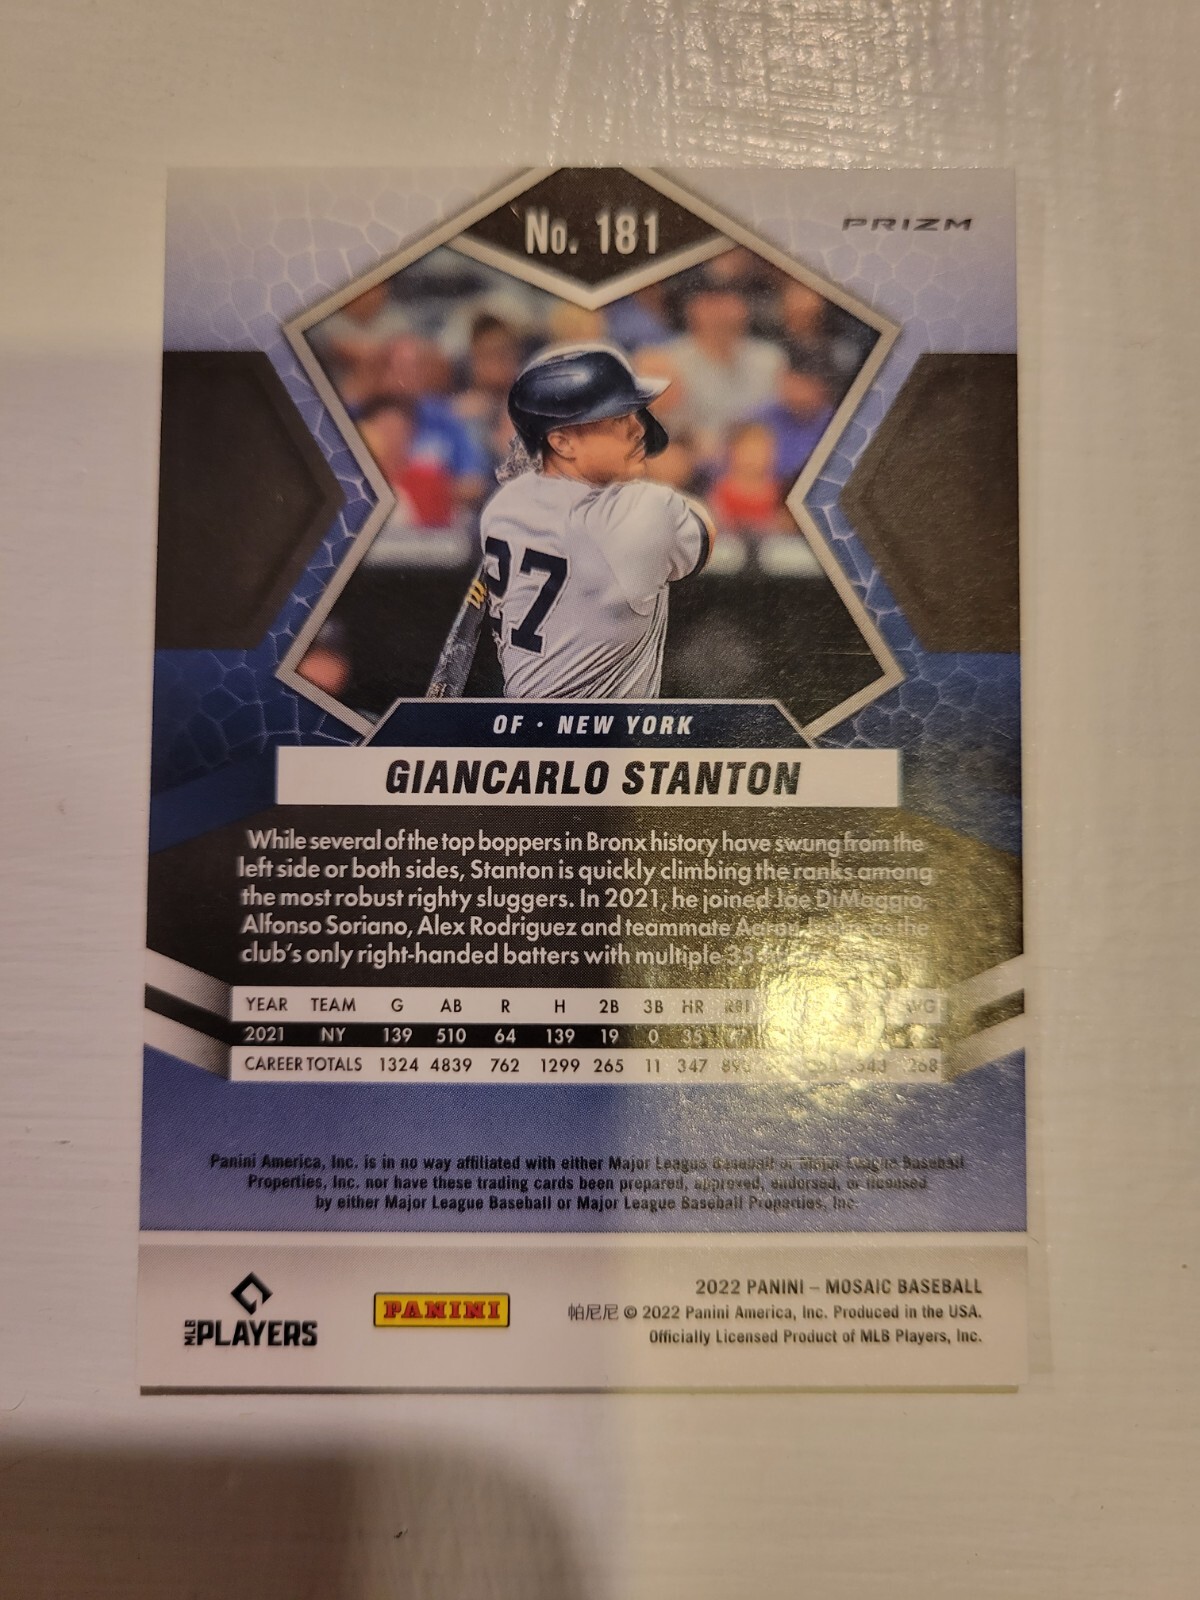 No. 181
PRIZM
27
OF · NEW YORK
GIANCARLO STANTON
While several of the top boppers in Bronx history have swung from the
left side or both sides, Stanton is quickly climbing the ranks among
the most robust righty sluggers. In 2021, he joined Joe DiMaggio,
Alfonso Soriano, Alex Rodriguez and teammate Aaron as the
club's only right-handed batters with multiple
YEAR TEAM G AB R H 2B 3B HR RBI
2021 NY 139 510 64 139 19 0 35
CAREER TOTALS 1324 4839 762 1299 265 11 347 .543 .268
Panini America, Inc. is in no way affiliated with either Major League Baseball or Major League Baseball
Properties, Inc. nor have these trading cards been prepared, approved, endorsed, or licensed
by either Major League Baseball or Major League Baseball Properties, Inc.
MLB PLAYERS
PANINI
2022 PANINI – MOSAIC BASEBALL
帕尼尼 © 2022 Panini America, Inc. Produced in the USA.
Officially Licensed Product of MLB Players, Inc.